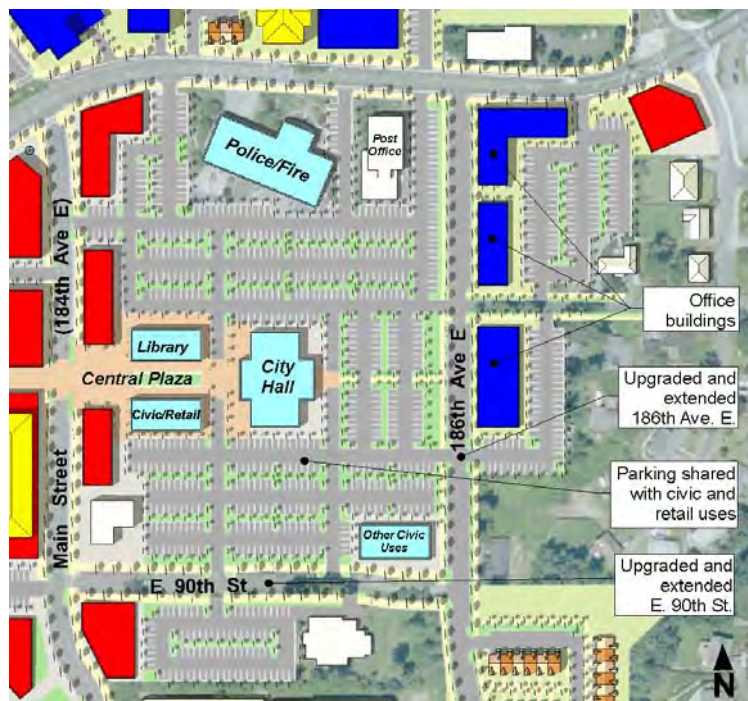 Police/Fire
Post
Office
(184th Ave E)
Office
buildings
Library
City
Hall
Central Plaza
186th Ave E
Upgraded and
extended
186th Ave. E.
Civic/Retail
Main Street
Parking shared
with civic and
retail uses
Other Civic
Uses
E 90th St.
Upgraded and
extended
E. 90th St.
N